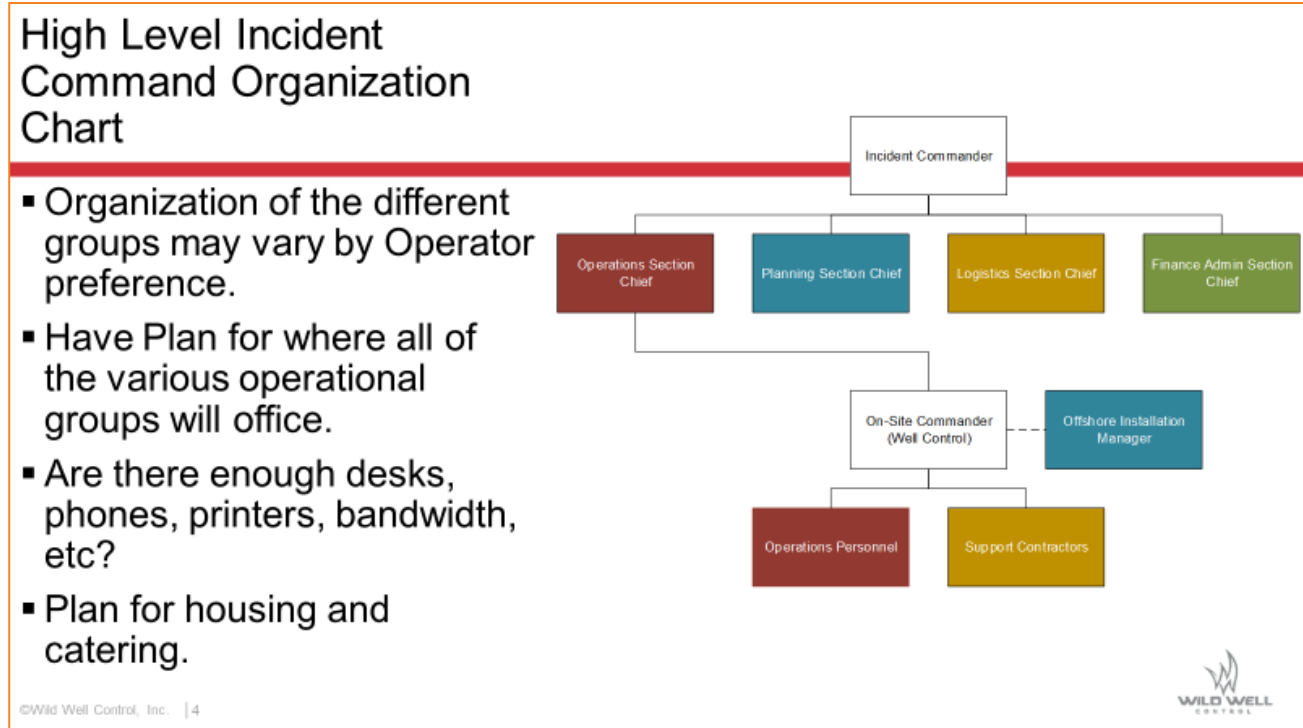 High Level Incident
Command Organization
Chart
▪ Organization of the different
groups may vary by Operator
preference.
▪ Have Plan for where all of
the various operational
groups will office.
▪ Are there enough desks,
phones, printers, bandwidth,
etc?
▪ Plan for housing and
catering.
Incident Commander
Operations Section
Chief
Planning Section Chief
Logistics Section Chief
Finance Admin Section
Chief
On-Site Commander
(Well Control)
Offshore Installation
Manager
Operations Personnel
Support Contractors
©Wild Well Control, Inc. | 4
WILD WELL
CONTROL